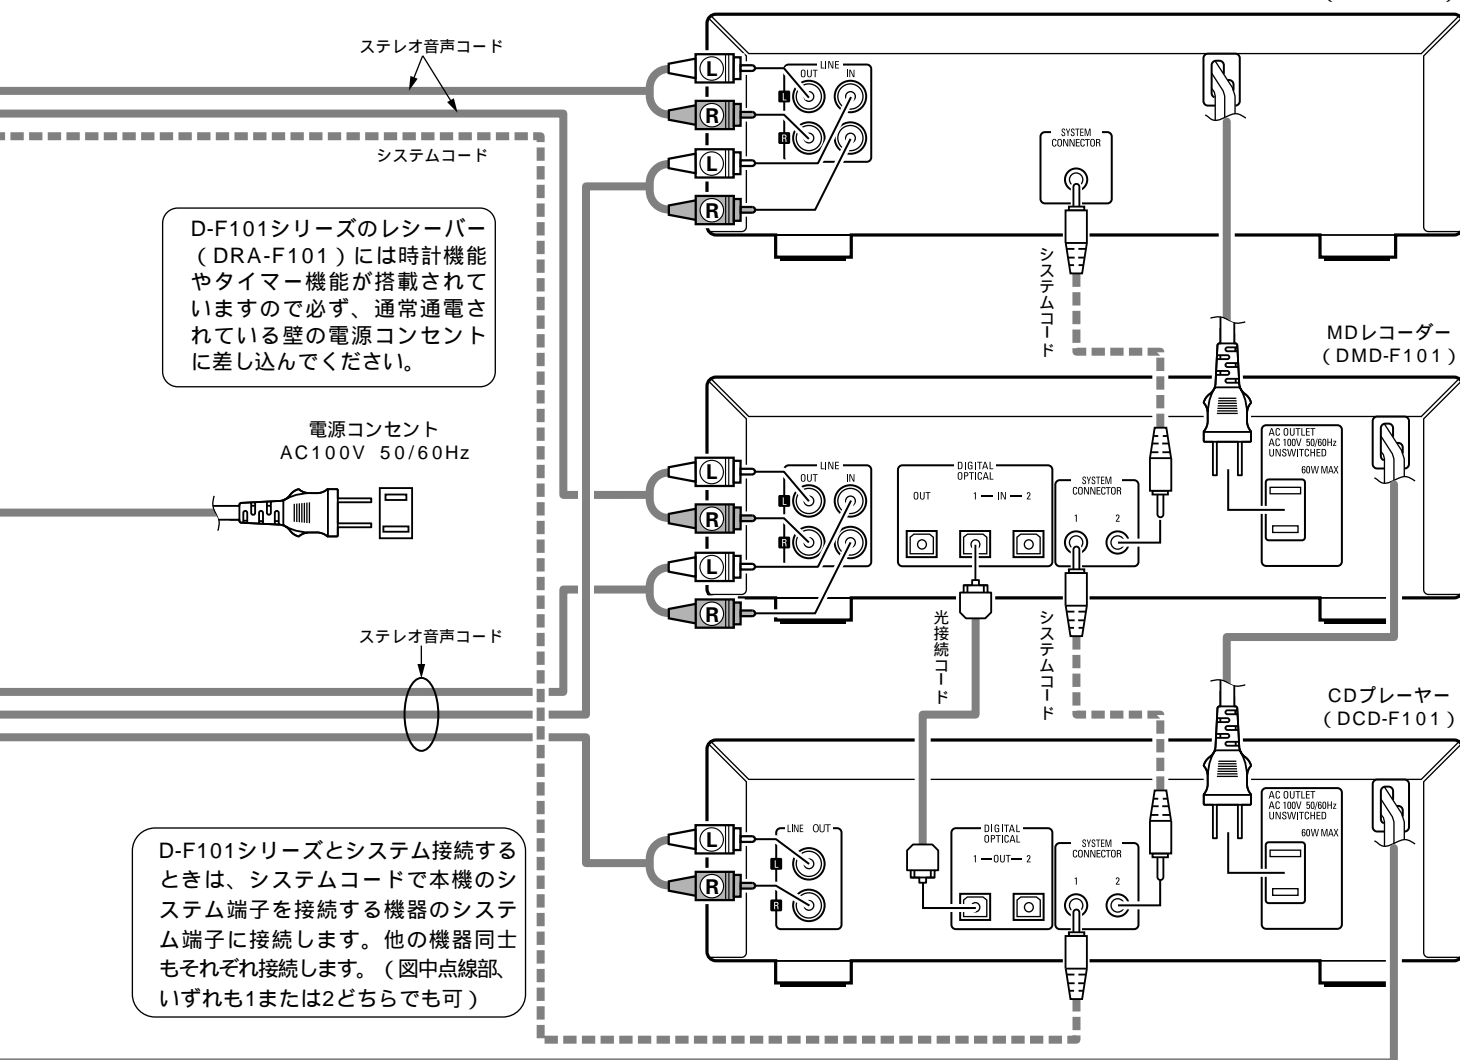 ステレオ音声コード
システムコード
LINE
OUT IN
L
R
L
R
L
R
SYSTEM
CONNECTOR
システムコード
D-F101シリーズのレシーバー
(DRA-F101)には時計機能
やタイマー機能が搭載されて
いますので必ず、通常通電さ
れている壁の電源コンセント
に差し込んでください。
MDレコーダー
(DMD-F101)
電源コンセント
AC100V 50/60Hz
LINE
OUT IN
L
R
L
R
L
R
DIGITAL
OPTICAL
OUT 1 — IN — 2
SYSTEM
CONNECTOR
1 2
AC OUTLET
AC 100V 50/60Hz
UNSWITCHED
60W MAX
光接続コード
システムコード
ステレオ音声コード
CDプレーヤー
(DCD-F101)
LINE OUT
L
R
L
R
DIGITAL
OPTICAL
1 — OUT — 2
SYSTEM
CONNECTOR
1 2
AC OUTLET
AC 100V 50/60Hz
UNSWITCHED
60W MAX
D-F101シリーズとシステム接続する
ときは、システムコードで本機のシ
ステム端子を接続する機器のシステ
ム端子に接続します。他の機器同士
もそれぞれ接続します。(図中点線部、
いずれも1または2どちらでも可)